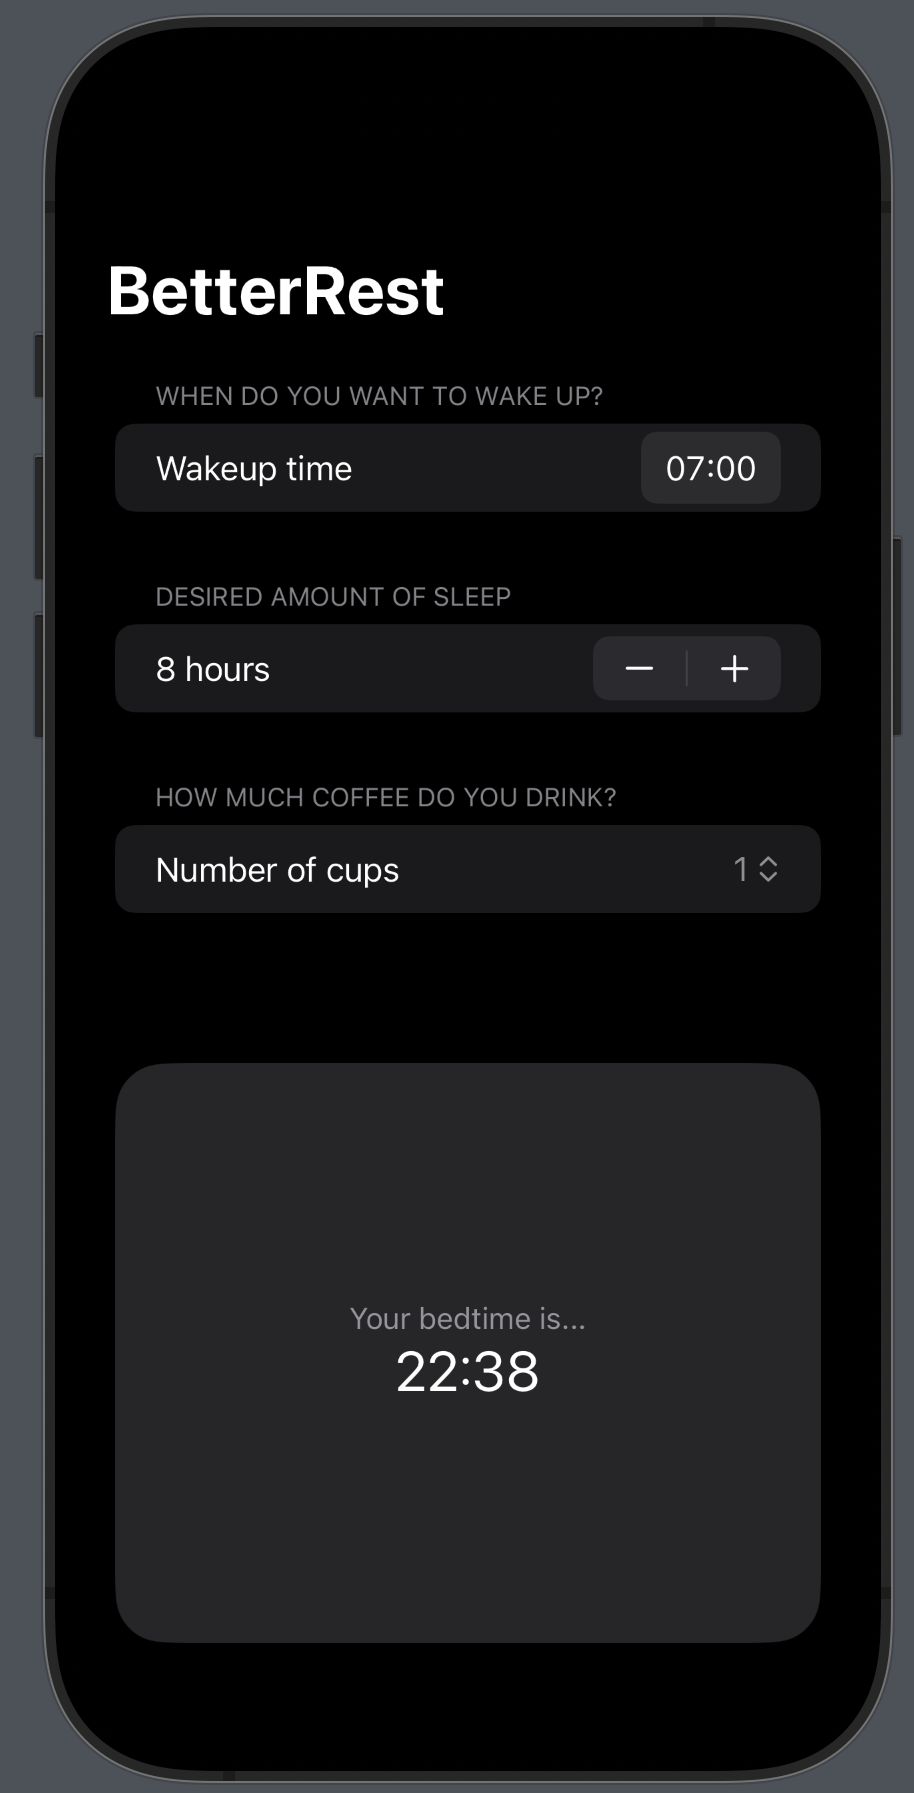 BetterRest
WHEN DO YOU WANT TO WAKE UP?
Wakeup time 07:00
DESIRED AMOUNT OF SLEEP
8 hours − +
HOW MUCH COFFEE DO YOU DRINK?
Number of cups 1
Your bedtime is...
22:38